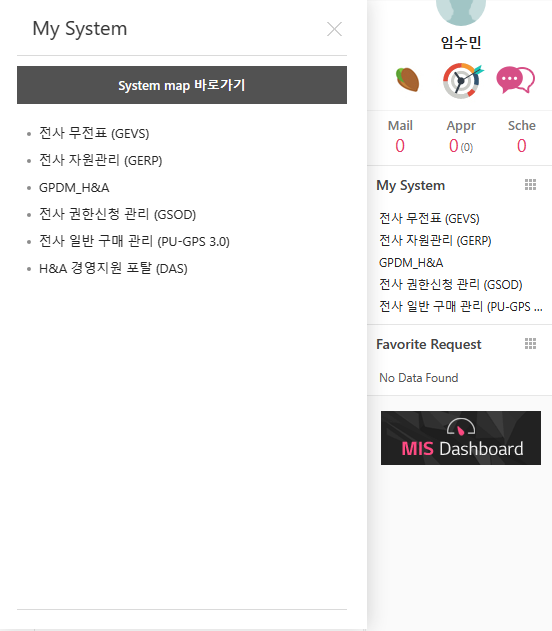 My System
System map 바로가기
전사 무전표 (GEVS)
전사 자원관리 (GERP)
GPDM_H&A
전사 권한신청 관리 (GSOD)
전사 일반 구매 관리 (PU-GPS 3.0)
H&A 경영지원 포탈 (DAS)
임수민
Mail Appr Sche
0 0 (0) 0
My System
전사 무전표 (GEVS)
전사 자원관리 (GERP)
GPDM_H&A
전사 권한신청 관리 (GSOD)
전사 일반 구매 관리 (PU-GPS ...
Favorite Request
No Data Found
MIS Dashboard